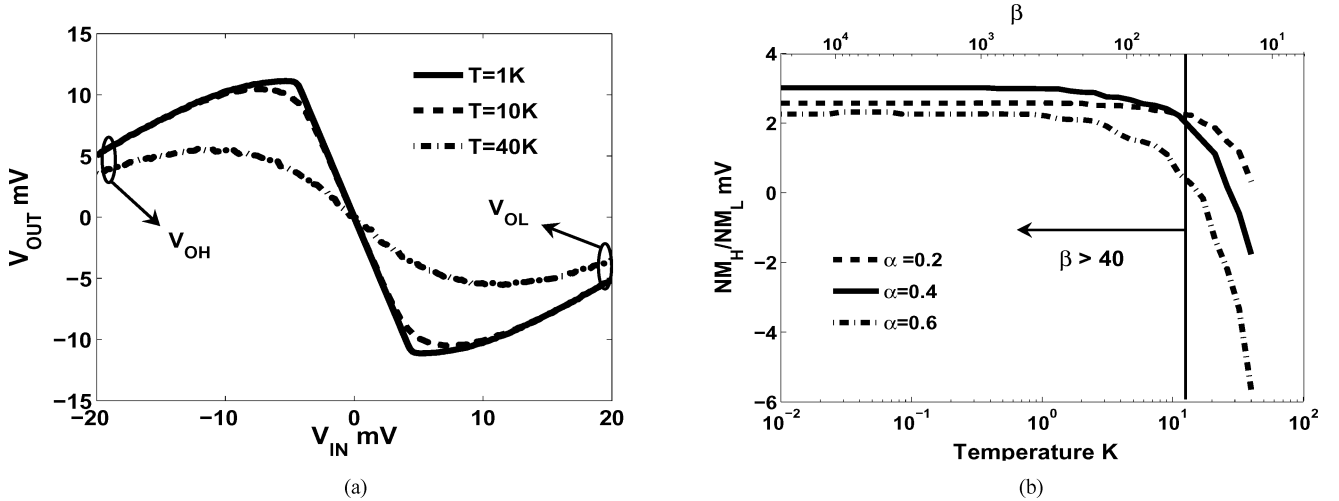 15
10
5
0
−5
−10
−15
V_OUT mV
−20
−10
0
10
20
V_IN mV
T=1K
T=10K
T=40K
V_OH
V_OL
(a)
β
10^4
10^3
10^2
10^1
4
2
0
−2
−4
−6
NM_H/NM_L mV
β > 40
α =0.2
α=0.4
α=0.6
10^−2
10^−1
10^0
10^1
10^2
Temperature K
(b)